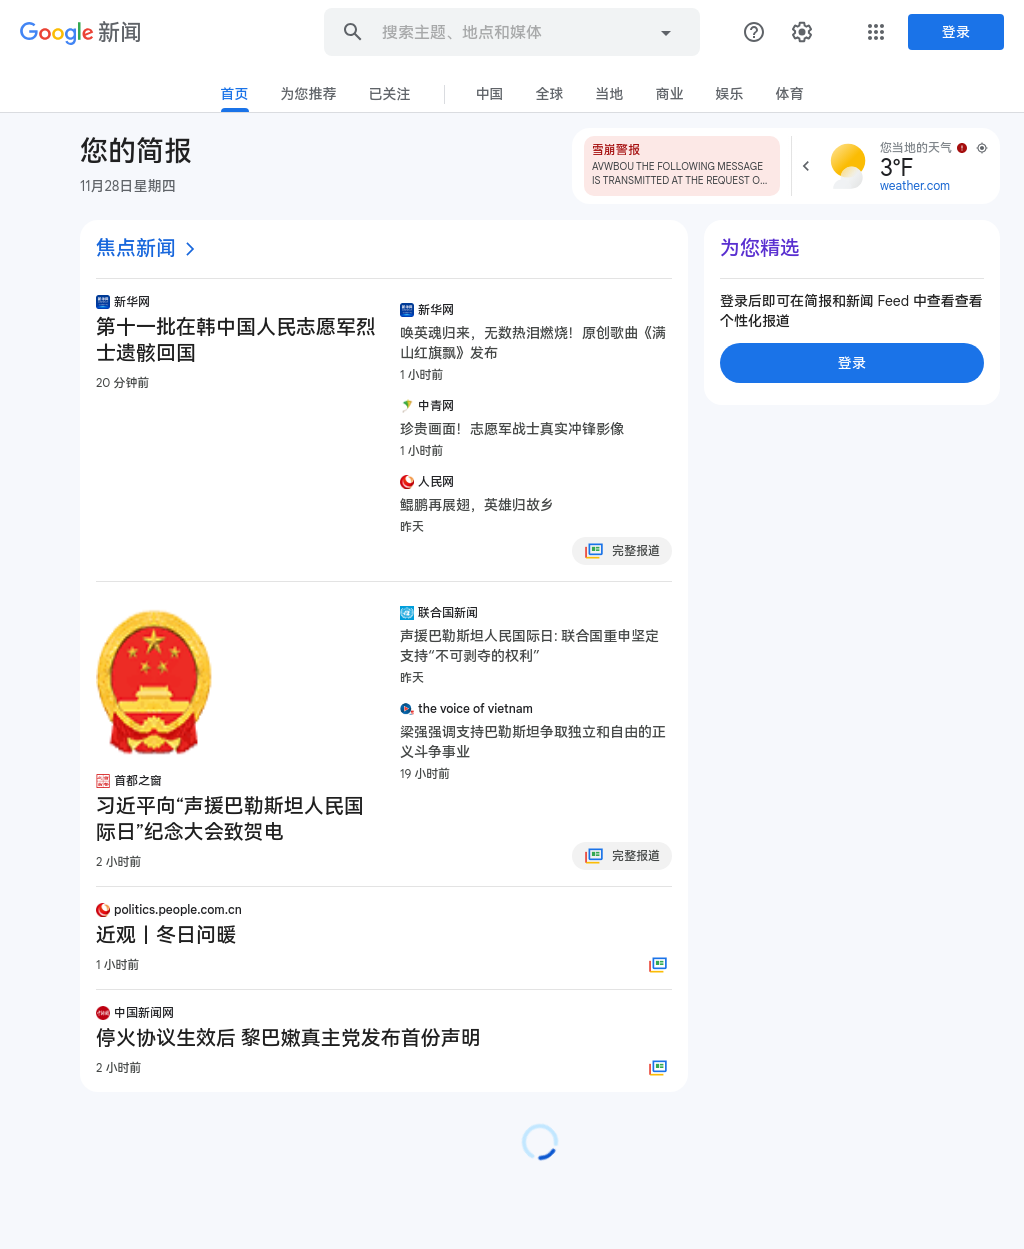 Google 新闻
搜索主题、地点和媒体
登录
首页
为您推荐
已关注
中国
全球
当地
商业
娱乐
体育
您的简报
11月28日星期四
雪崩警报
AVWBOU THE FOLLOWING MESSAGE
IS TRANSMITTED AT THE REQUEST O...
您当地的天气
3°F
weather.com
焦点新闻
新华网
第十一批在韩中国人民志愿军烈
士遗骸回国
20 分钟前
新华网
唤英魂归来，无数热泪燃烧！原创歌曲《满
山红旗飘》发布
1 小时前
中青网
珍贵画面！志愿军战士真实冲锋影像
1 小时前
人民网
鲲鹏再展翅，英雄归故乡
昨天
完整报道
首都之窗
习近平向“声援巴勒斯坦人民国
际日”纪念大会致贺电
2 小时前
联合国新闻
声援巴勒斯坦人民国际日: 联合国重申坚定
支持“不可剥夺的权利”
昨天
the voice of vietnam
梁强强调支持巴勒斯坦争取独立和自由的正
义斗争事业
19 小时前
完整报道
politics.people.com.cn
近观丨冬日问暖
1 小时前
中国新闻网
停火协议生效后 黎巴嫩真主党发布首份声明
2 小时前
为您精选
登录后即可在简报和新闻 Feed 中查看查看
个性化报道
登录